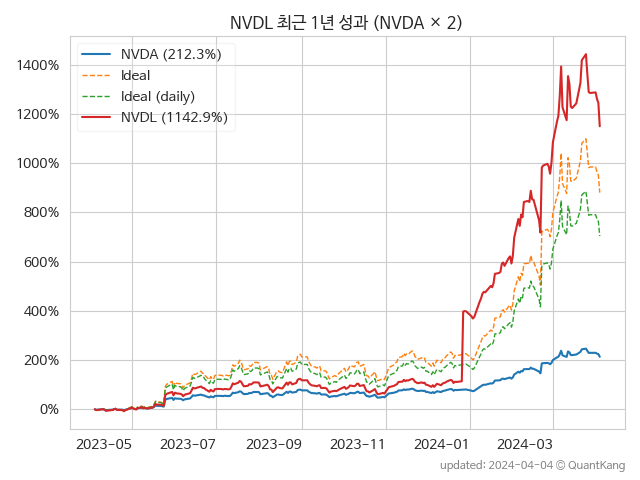 NVDL 최근 1년 성과 (NVDA × 2)
NVDA (212.3%)
Ideal
Ideal (daily)
NVDL (1142.9%)
1400%
1200%
1000%
800%
600%
400%
200%
0%
2023-05 2023-07 2023-09 2023-11 2024-01 2024-03
updated: 2024-04-04 © QuantKang